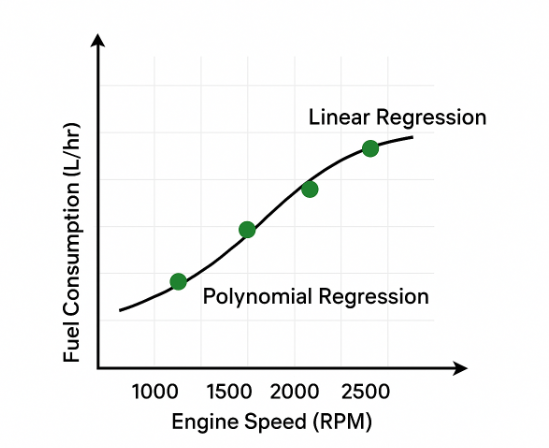 Linear Regression
Fuel Consumption (L/hr)
Polynomial Regression
1000 1500 2000 2500
Engine Speed (RPM)